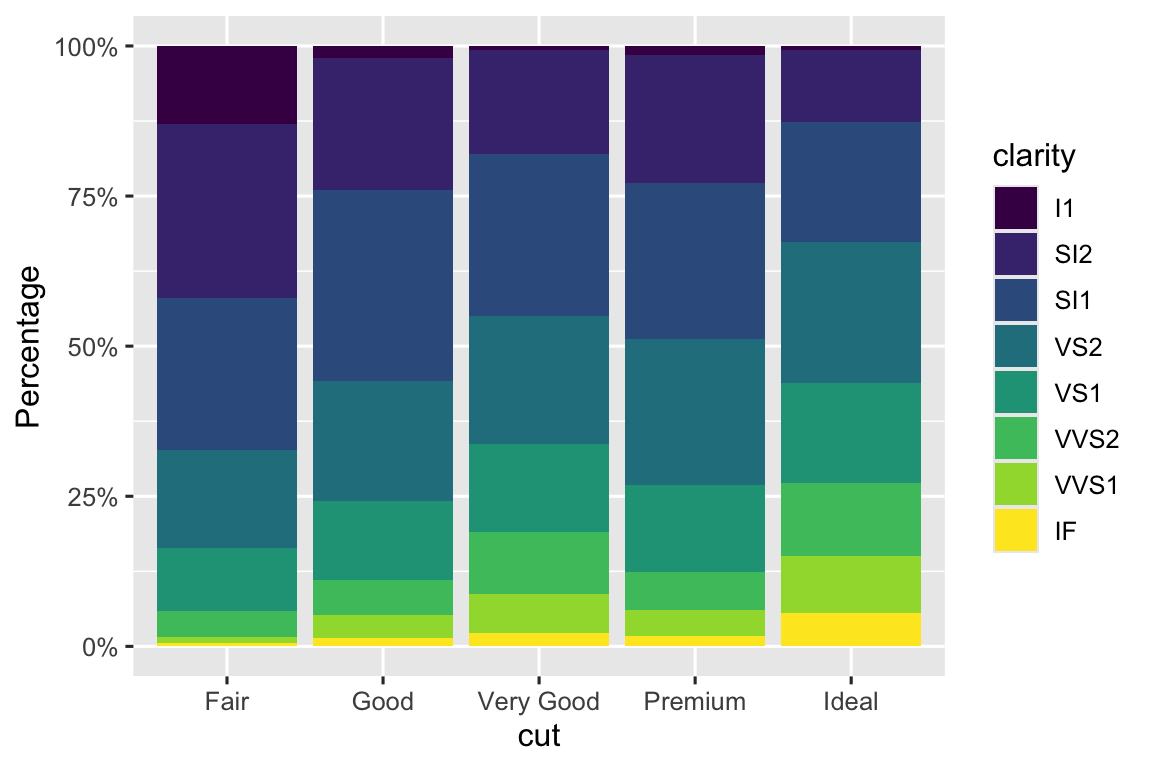 100%
75%
50%
25%
0%
Percentage
Fair
Good
Very Good
Premium
Ideal
cut
clarity
I1
SI2
SI1
VS2
VS1
VVS2
VVS1
IF